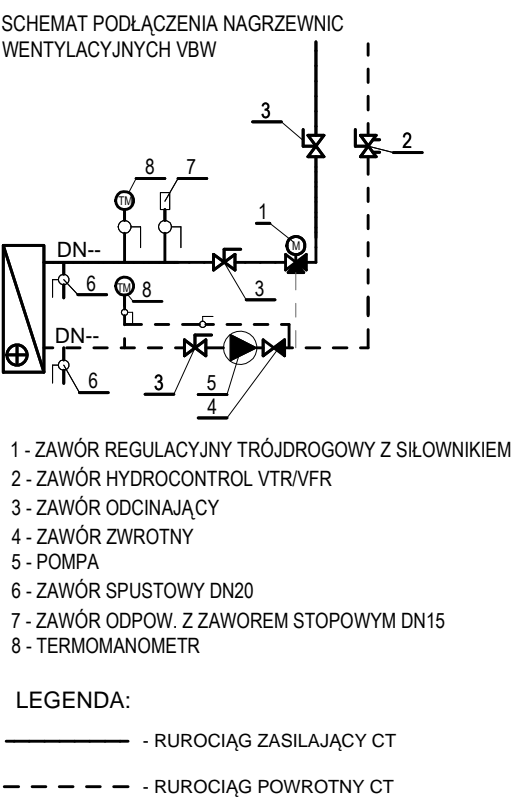 SCHEMAT PODŁĄCZENIA NAGRZEWNIC
WENTYLACYJNYCH VBW
3
2
8
7
1
TM
M
DN--
6
TM
8
3
DN--
6
3
5
4
1 - ZAWÓR REGULACYJNY TRÓJDROGOWY Z SIŁOWNIKIEM
2 - ZAWÓR HYDROCONTROL VTR/VFR
3 - ZAWÓR ODCINAJĄCY
4 - ZAWÓR ZWROTNY
5 - POMPA
6 - ZAWÓR SPUSTOWY DN20
7 - ZAWÓR ODPOW. Z ZAWOREM STOPOWYM DN15
8 - TERMOMANOMETR
LEGENDA:
- RUROCIĄG ZASILAJĄCY CT
- RUROCIĄG POWROTNY CT